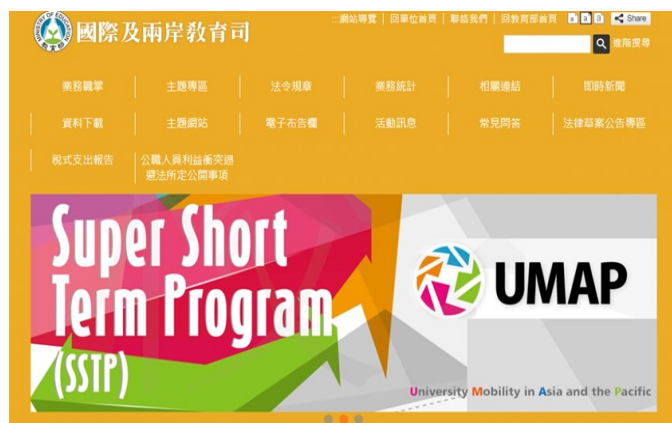 :::網站導覽 | 回單位首頁 | 聯絡我們 | 回教育部首頁 Share
國際及兩岸教育司
進階搜尋
業務職掌 主題專區 法令規章 業務統計 相關連結 即時新聞
資料下載 主題網站 電子布告欄 活動訊息 常見問答 法律草案公告專區
稅式支出報告 公職人員利益衝突迴
避法所定公開事項
Super Short
Term Program
(SSTP)
UMAP
University Mobility in Asia and the Pacific